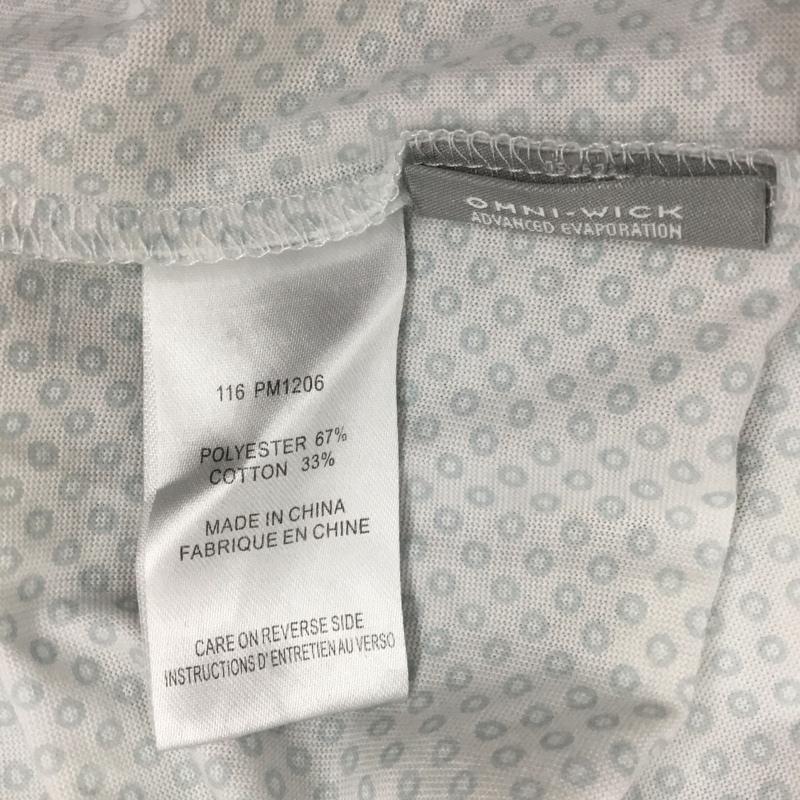 OMNI-WICK
ADVANCED EVAPORATION
116 PM1206
POLYESTER 67%
COTTON 33%
MADE IN CHINA
FABRIQUE EN CHINE
CARE ON REVERSE SIDE
INSTRUCTIONS D'ENTRETIEN AU VERSO